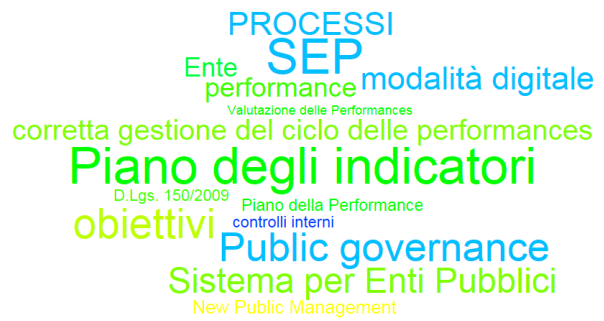 PROCESSI
SEP
Ente
modalità digitale
performance
Valutazione delle Performances
corretta gestione del ciclo delle performances
Piano degli indicatori
D.Lgs. 150/2009
Piano della Performance
obiettivi
controlli interni
Public governance
Sistema per Enti Pubblici
New Public Management